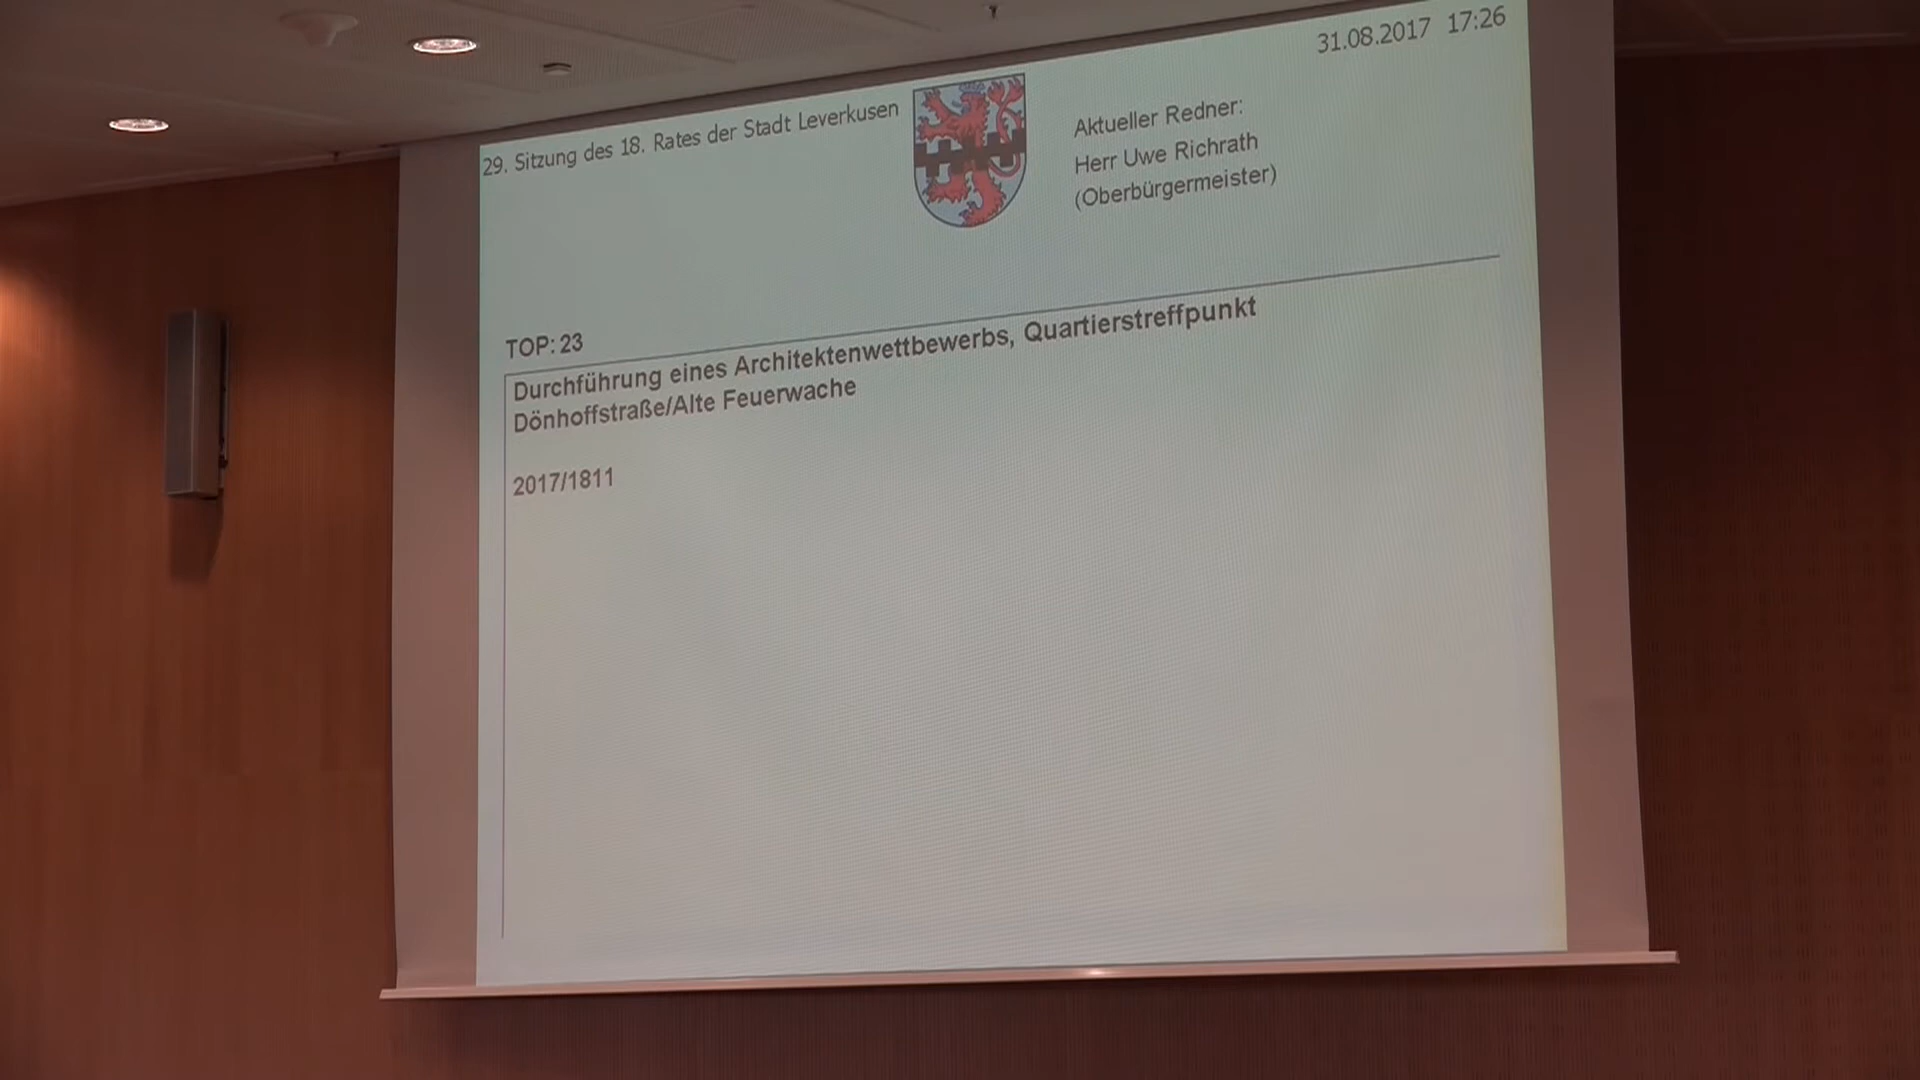 31.08.2017 17:26
29. Sitzung des 18. Rates der Stadt Leverkusen
Aktueller Redner:
Herr Uwe Richrath
(Oberbürgermeister)
TOP: 23
Durchführung eines Architektenwettbewerbs, Quartierstreffpunkt
Dönhoffstraße/Alte Feuerwache
2017/1811